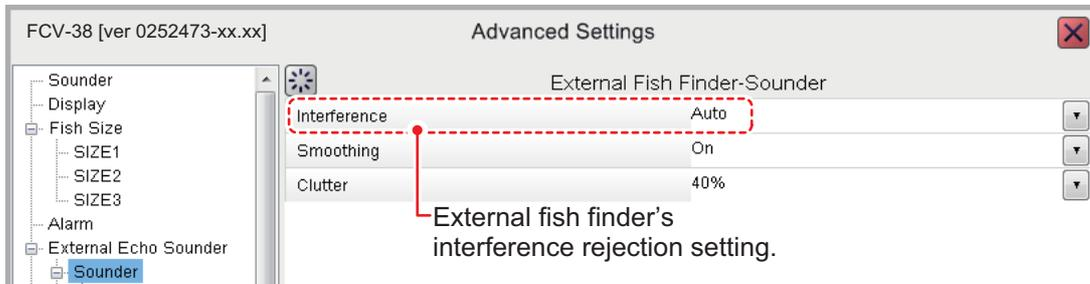 FCV-38 [ver 0252473-xx.xx]
Advanced Settings
Sounder
Display
Fish Size
SIZE1
SIZE2
SIZE3
Alarm
External Echo Sounder
Sounder
External Fish Finder-Sounder
Interference Auto
Smoothing On
Clutter 40%
External fish finder's
interference rejection setting.